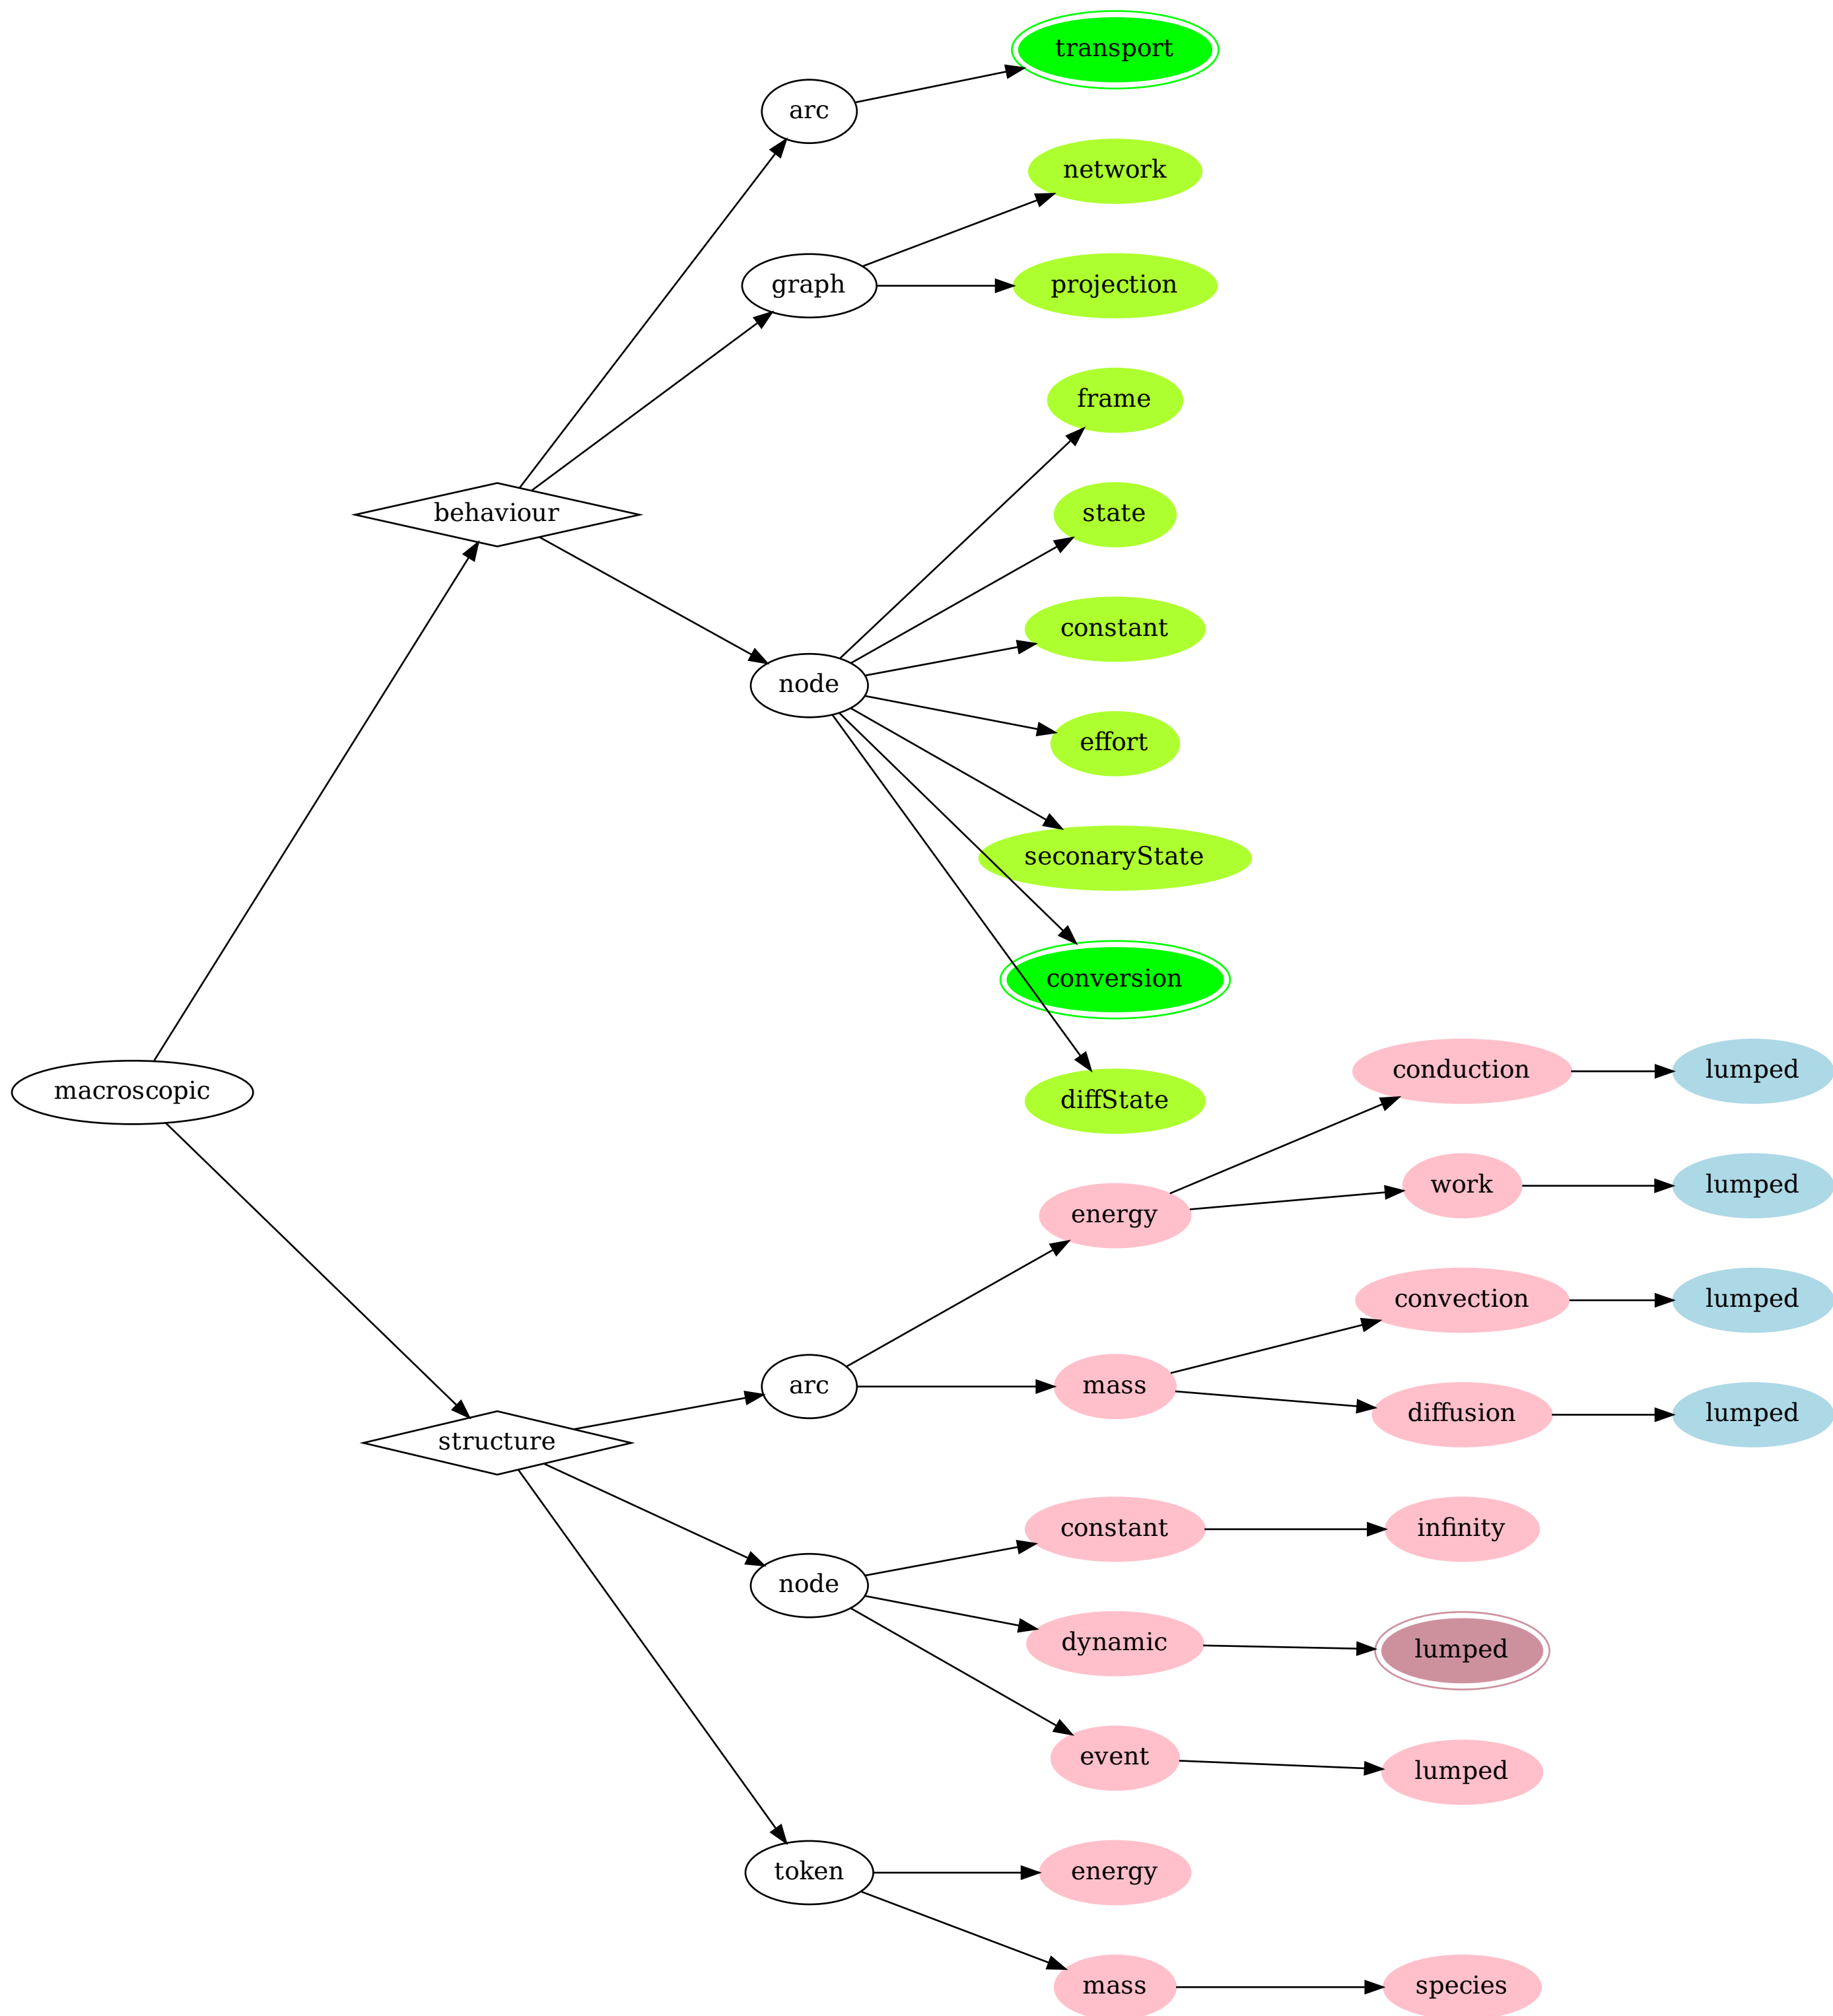 transport
arc
network
graph
projection
frame
behaviour
state
constant
node
effort
seconaryState
conversion
conduction
lumped
macroscopic
diffState
work
lumped
energy
convection
lumped
arc
mass
diffusion
lumped
structure
constant
infinity
node
dynamic
lumped
event
lumped
token
energy
mass
species